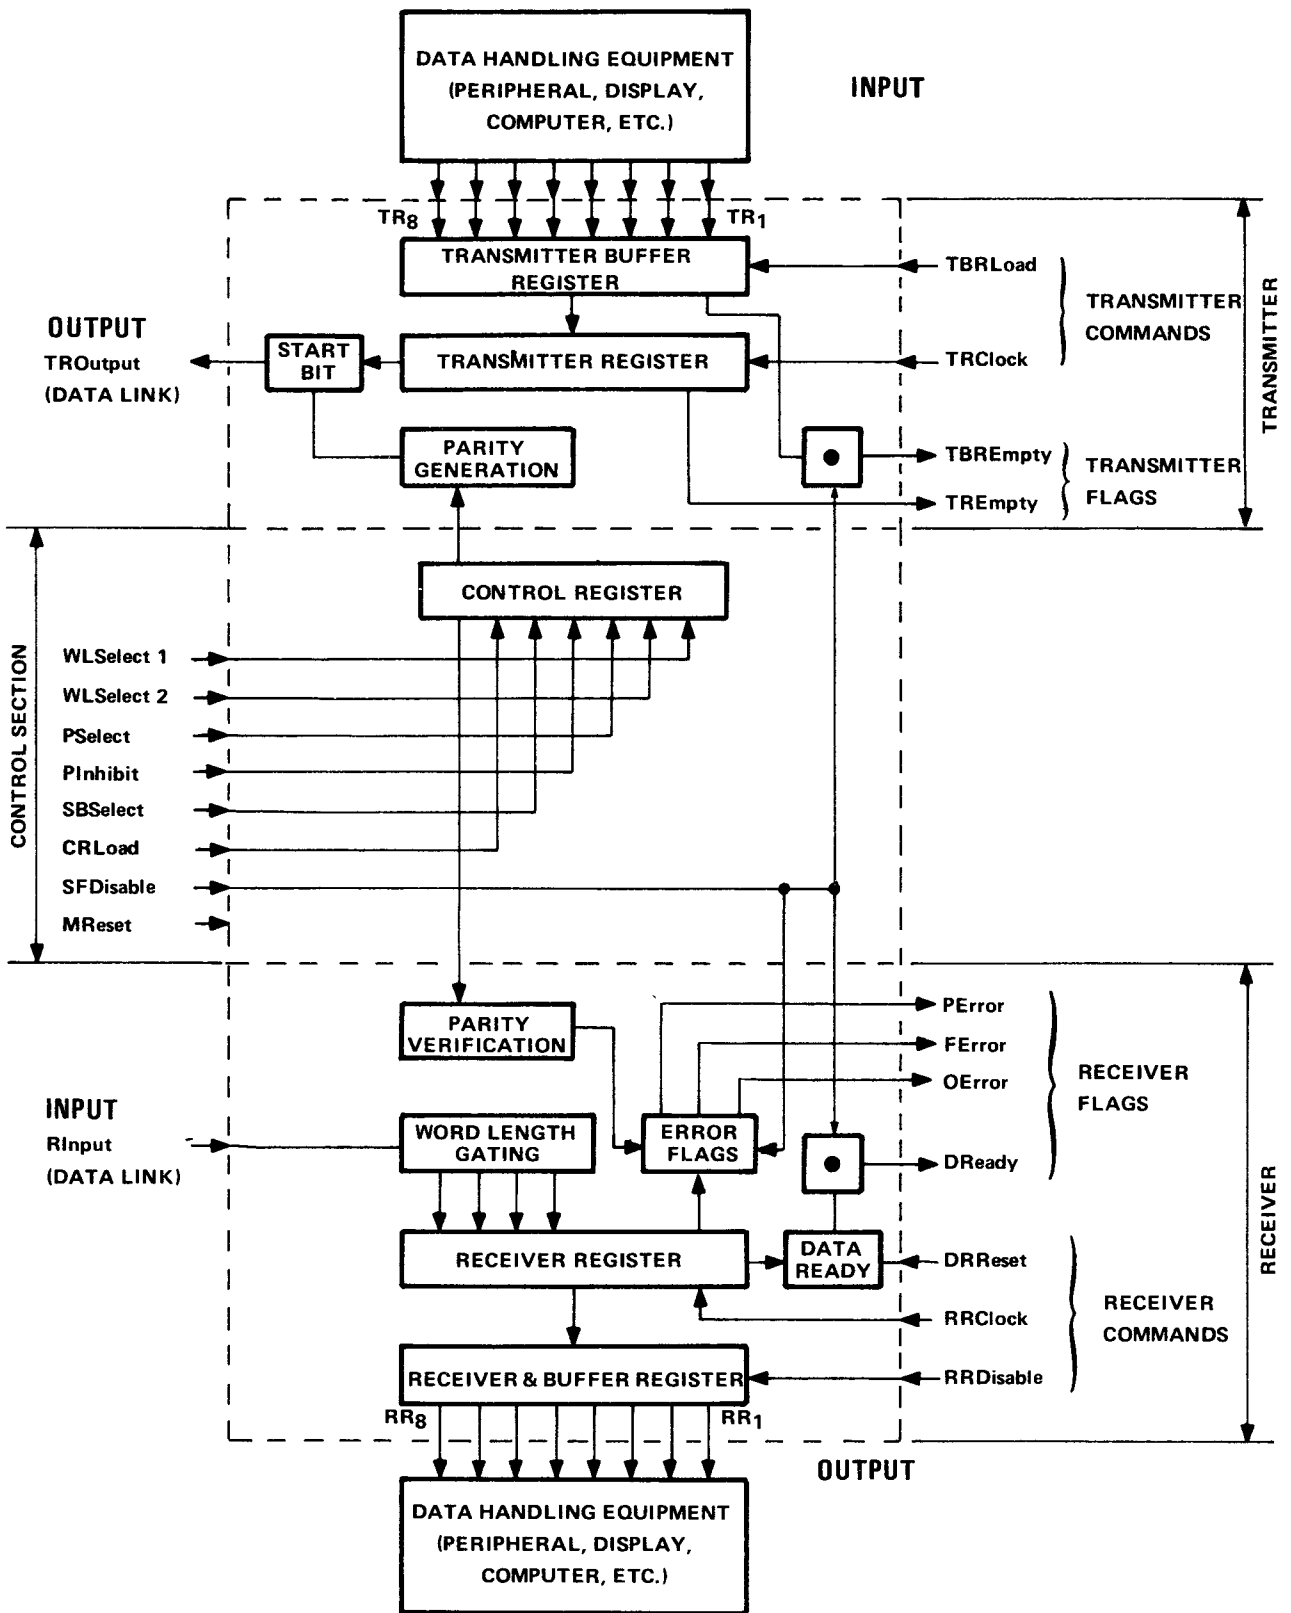 DATA HANDLING EQUIPMENT
(PERIPHERAL, DISPLAY,
COMPUTER, ETC.)
INPUT
TR8
TR1
TRANSMITTER BUFFER
REGISTER
TBRLoad
TRANSMITTER
COMMANDS
OUTPUT
TROutput
(DATA LINK)
START
BIT
TRANSMITTER REGISTER
TRClock
TRANSMITTER
PARITY
GENERATION
TBREmpty
TREmpty
TRANSMITTER
FLAGS
CONTROL REGISTER
CONTROL SECTION
WLSelect 1
WLSelect 2
PSelect
PInhibit
SBSelect
CRLoad
SFDisable
MReset
PARITY
VERIFICATION
PError
FError
OError
RECEIVER
FLAGS
INPUT
RInput
(DATA LINK)
WORD LENGTH
GATING
ERROR
FLAGS
DReady
RECEIVER
RECEIVER REGISTER
DATA
READY
DRReset
RRClock
RRDisable
RECEIVER
COMMANDS
RECEIVER & BUFFER REGISTER
RR8
RR1
OUTPUT
DATA HANDLING EQUIPMENT
(PERIPHERAL, DISPLAY,
COMPUTER, ETC.)